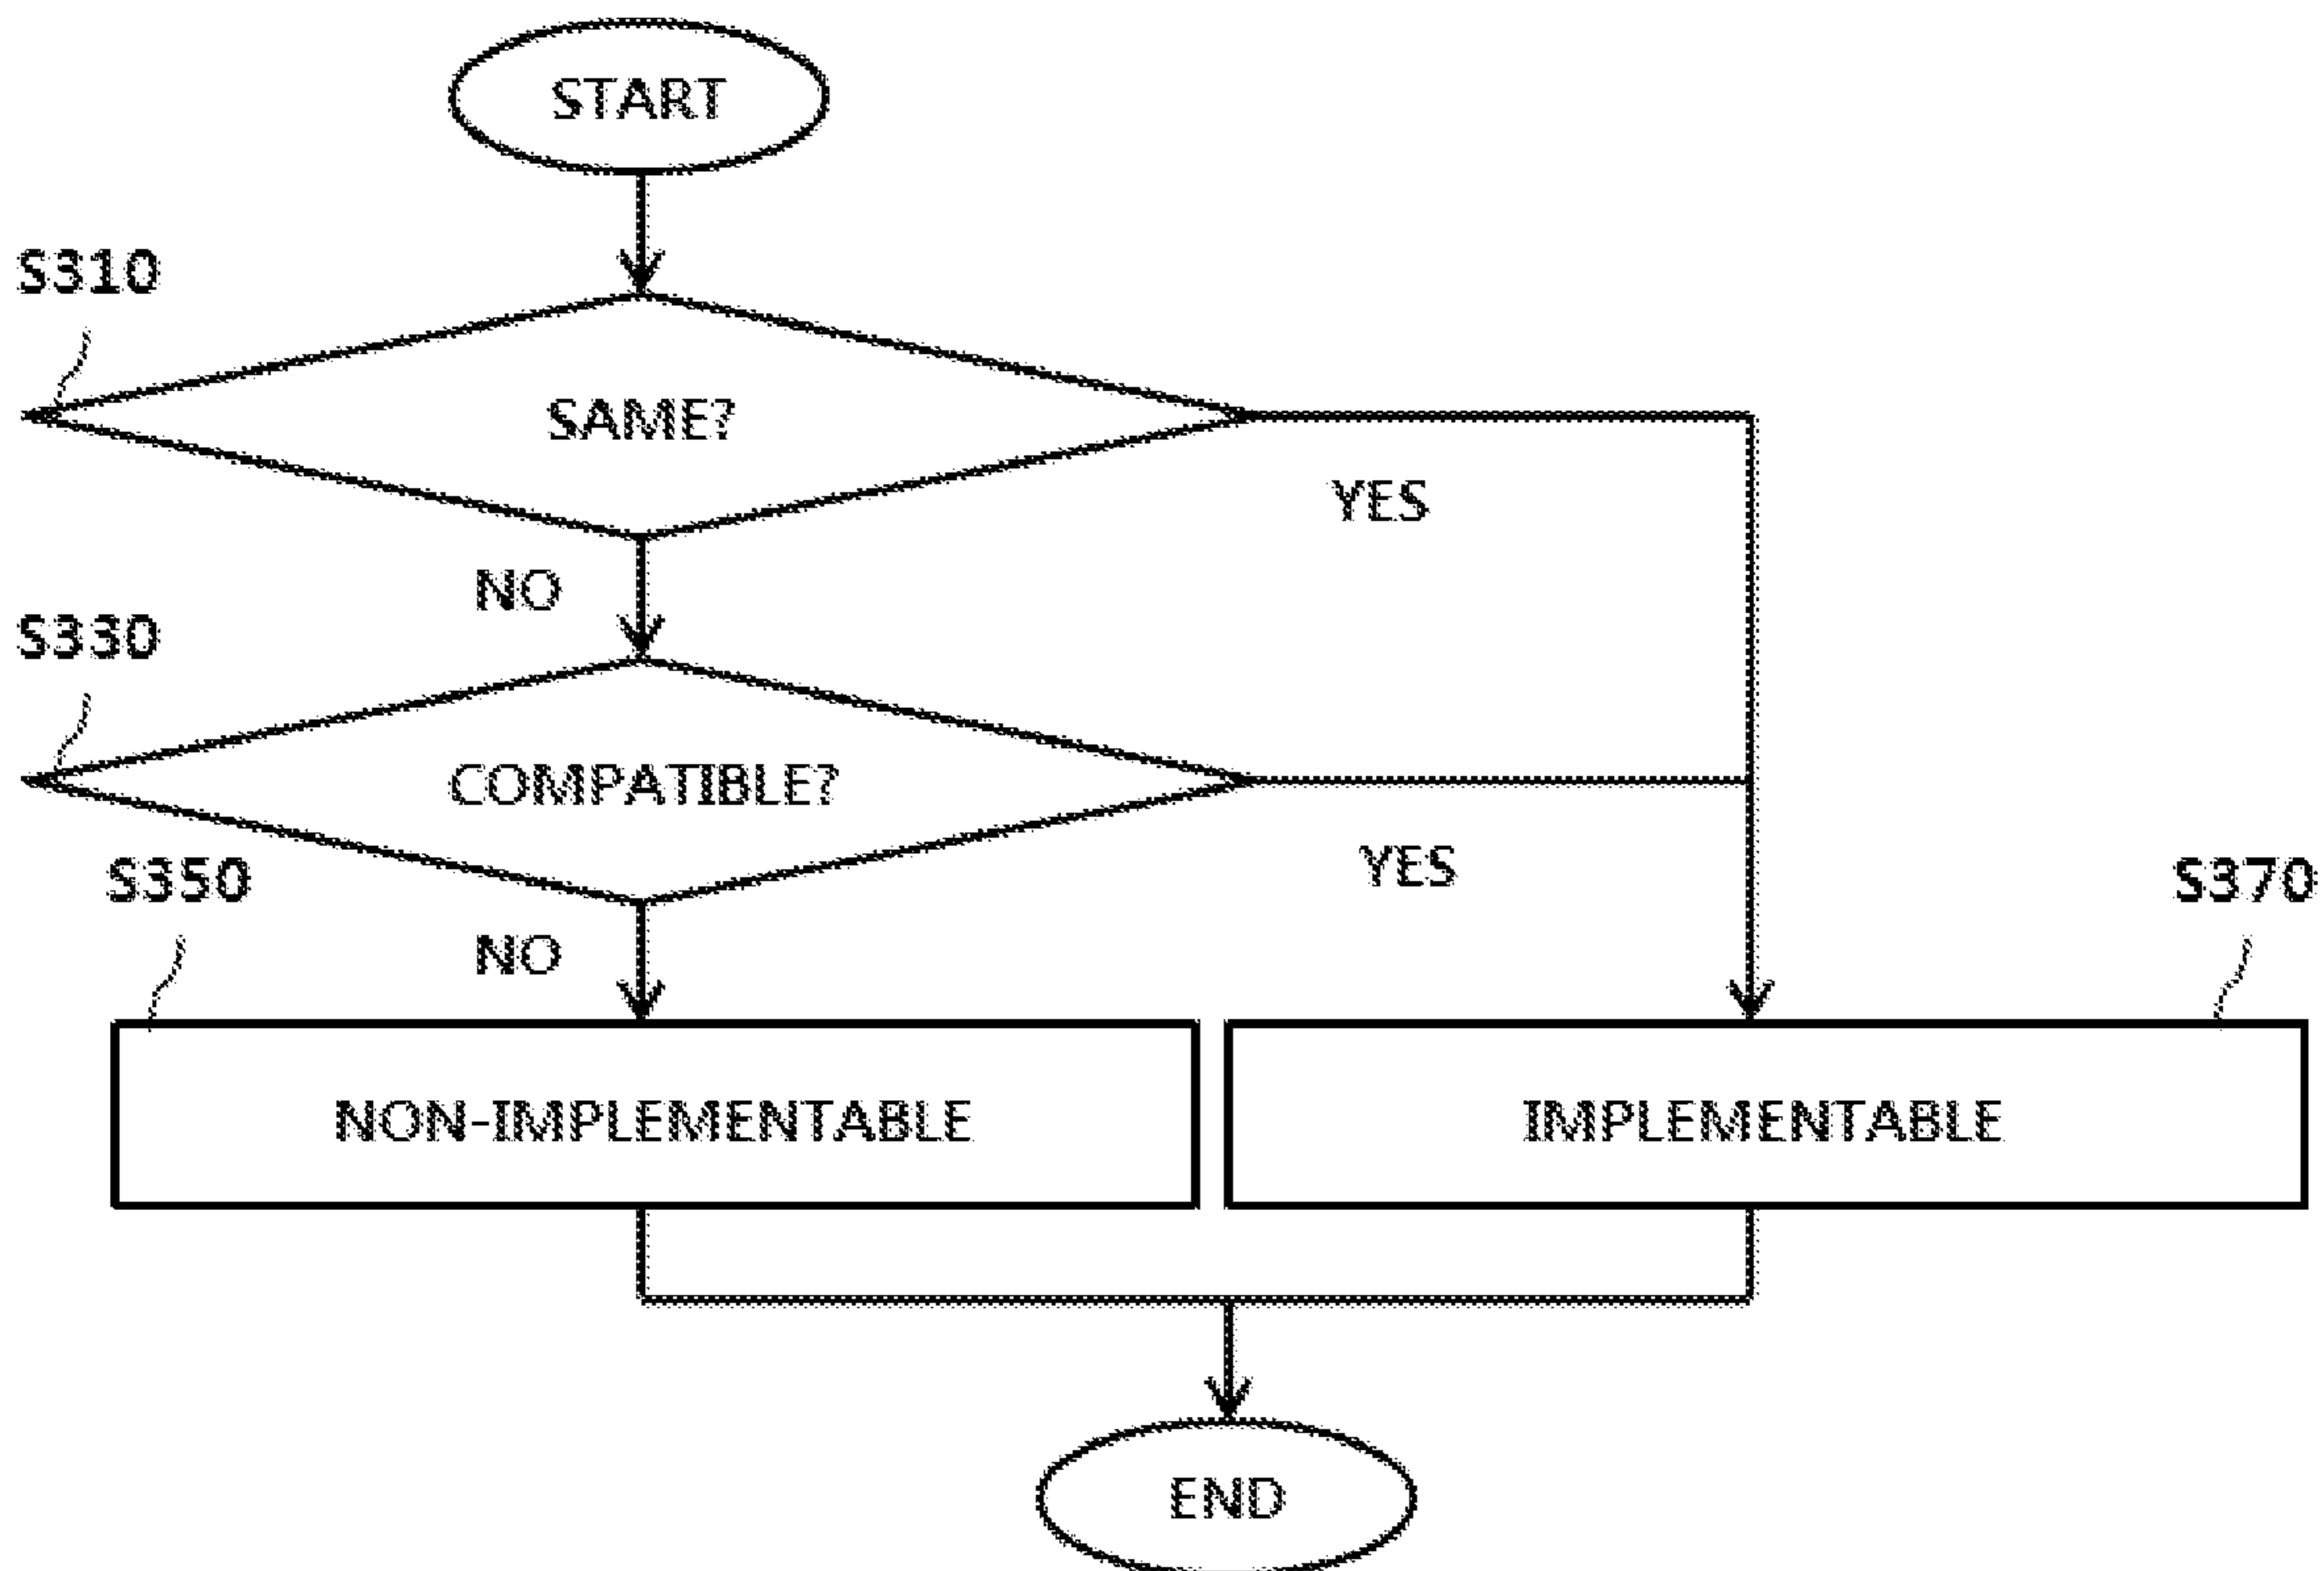 START
S310
SAME?
YES
NO
S330
COMPATIBLE?
YES
S350
S370
NO
NON-IMPLEMENTABLE
IMPLEMENTABLE
END